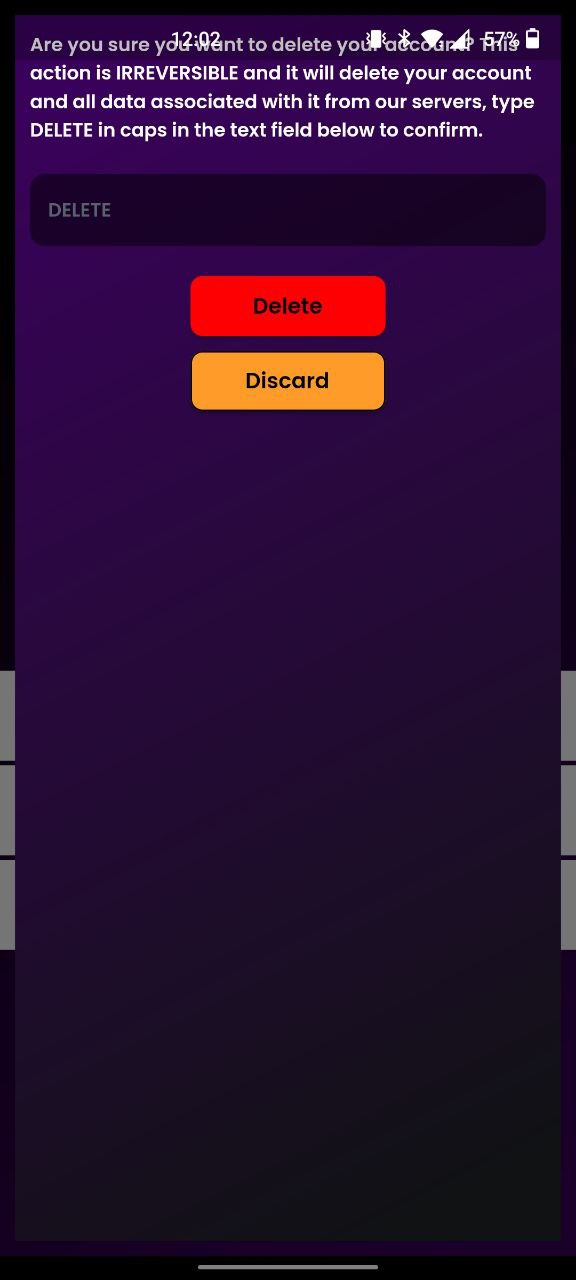 12:02 57%
Are you sure you want to delete your account? This
action is IRREVERSIBLE and it will delete your account
and all data associated with it from our servers, type
DELETE in caps in the text field below to confirm.
DELETE
Delete
Discard